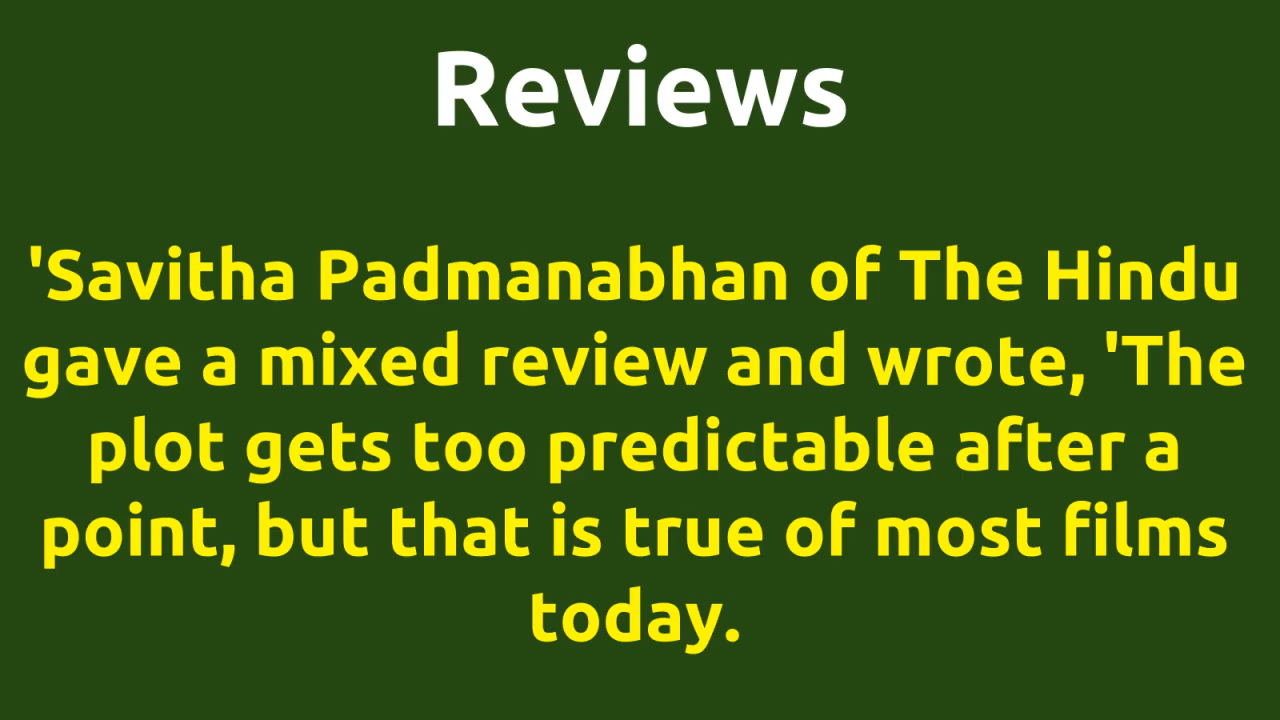 Reviews
'Savitha Padmanabhan of The Hindu
gave a mixed review and wrote, 'The
plot gets too predictable after a
point, but that is true of most films
today.